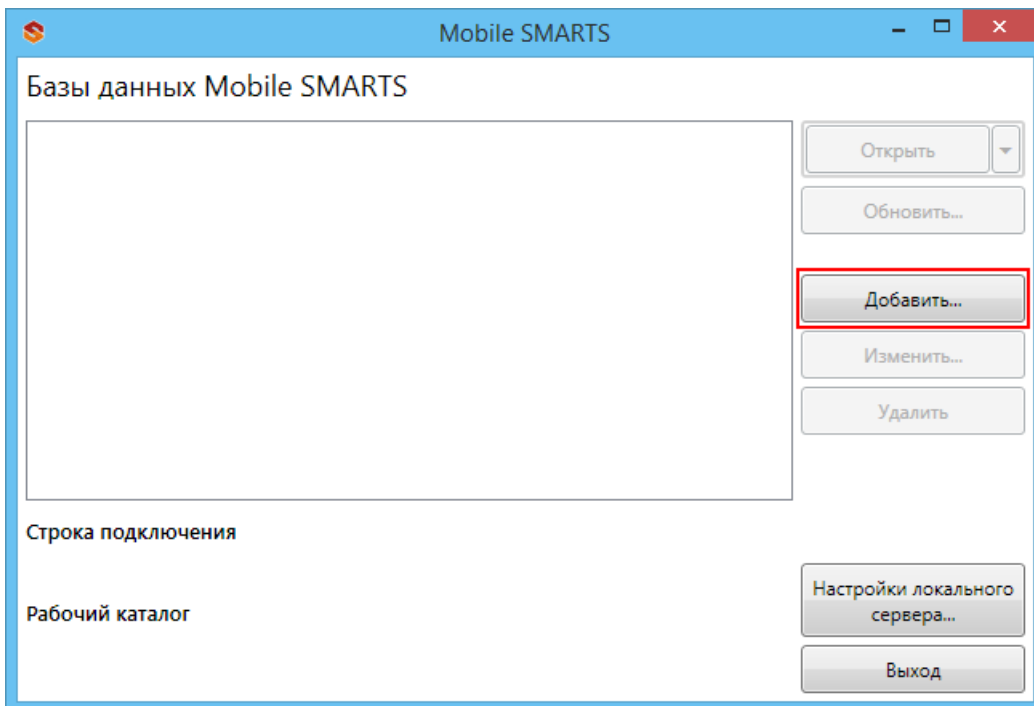 Mobile SMARTS
Базы данных Mobile SMARTS
Открыть
Обновить...
Добавить...
Изменить...
Удалить
Строка подключения
Рабочий каталог
Настройки локального
сервера...
Выход